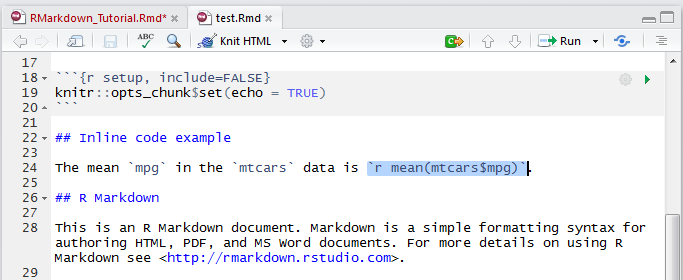 RMarkdown_Tutorial.Rmd* test.Rmd
ABC Knit HTML Run
17
18 ```{r setup, include=FALSE}
19 knitr::opts_chunk$set(echo = TRUE)
20 ```
21
22 ## Inline code example
23
24 The mean `mpg` in the `mtcars` data is `r mean(mtcars$mpg)`.
25
26 ## R Markdown
27
28 This is an R Markdown document. Markdown is a simple formatting syntax for
authoring HTML, PDF, and MS Word documents. For more details on using R
Markdown see <http://rmarkdown.rstudio.com>.
29